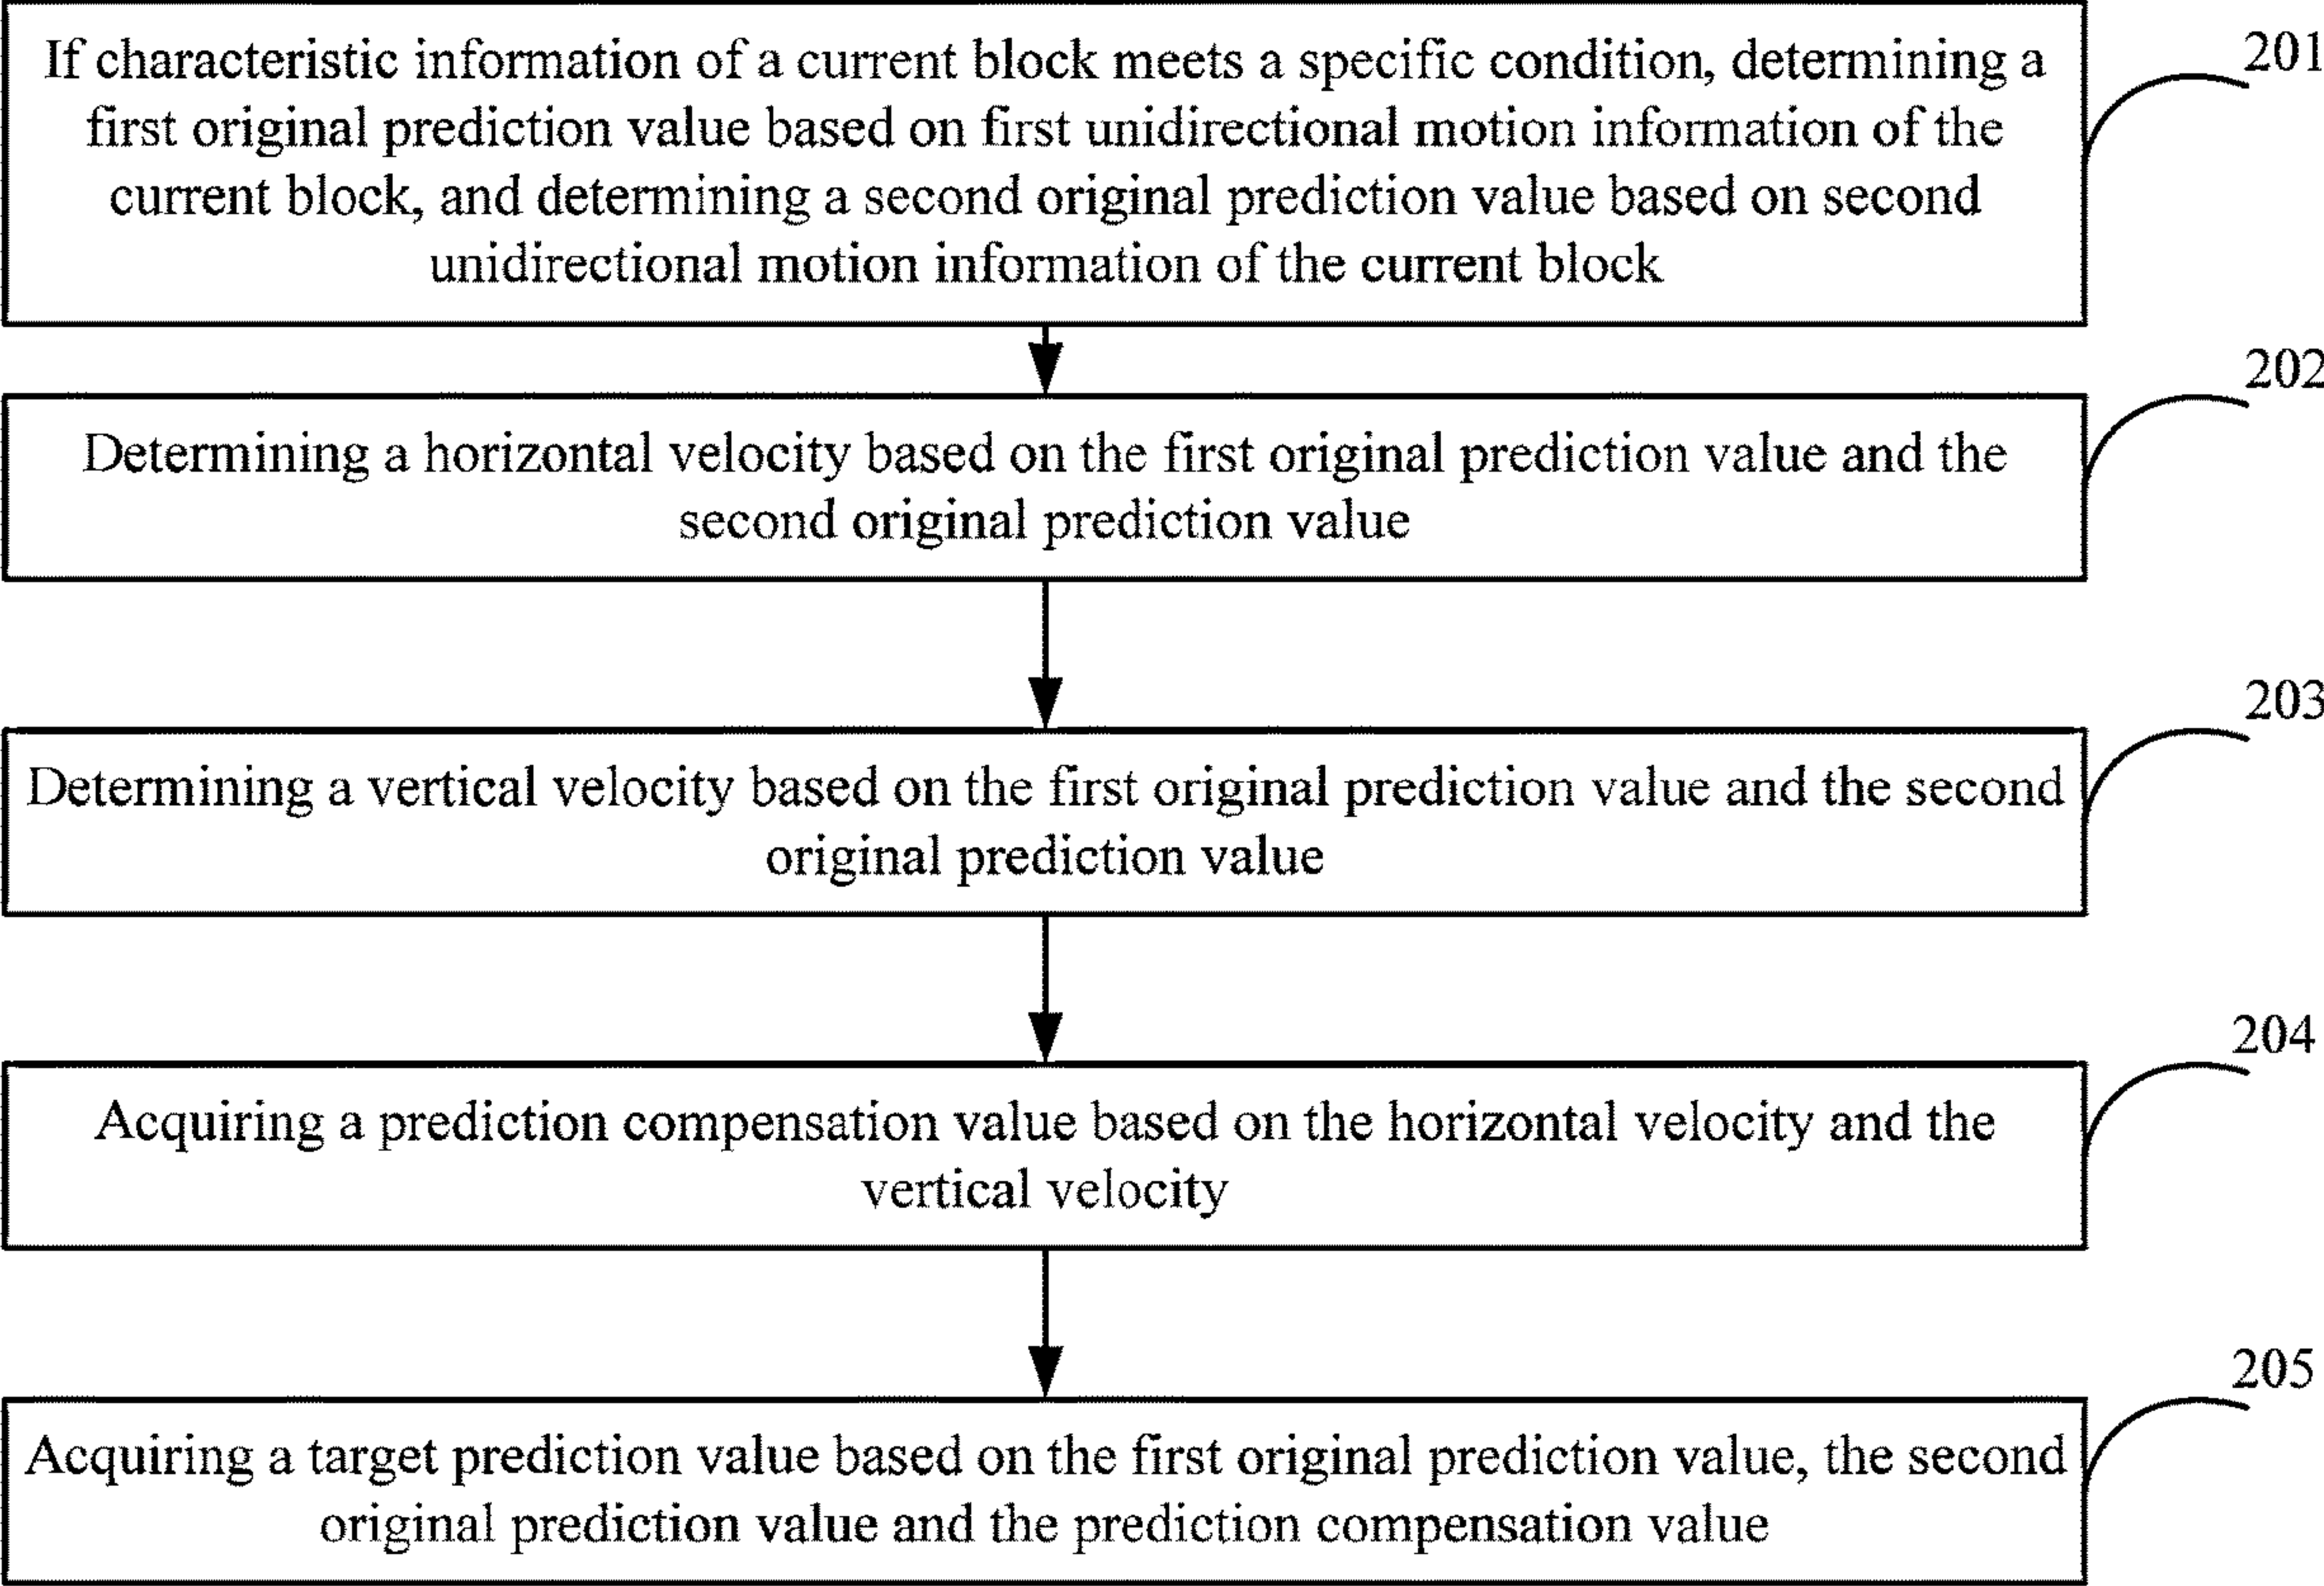 If characteristic information of a current block meets a specific condition, determining a
first original prediction value based on first unidirectional motion information of the
current block, and determining a second original prediction value based on second
unidirectional motion information of the current block
201
Determining a horizontal velocity based on the first original prediction value and the
second original prediction value
202
Determining a vertical velocity based on the first original prediction value and the second
original prediction value
203
Acquiring a prediction compensation value based on the horizontal velocity and the
vertical velocity
204
Acquiring a target prediction value based on the first original prediction value, the second
original prediction value and the prediction compensation value
205